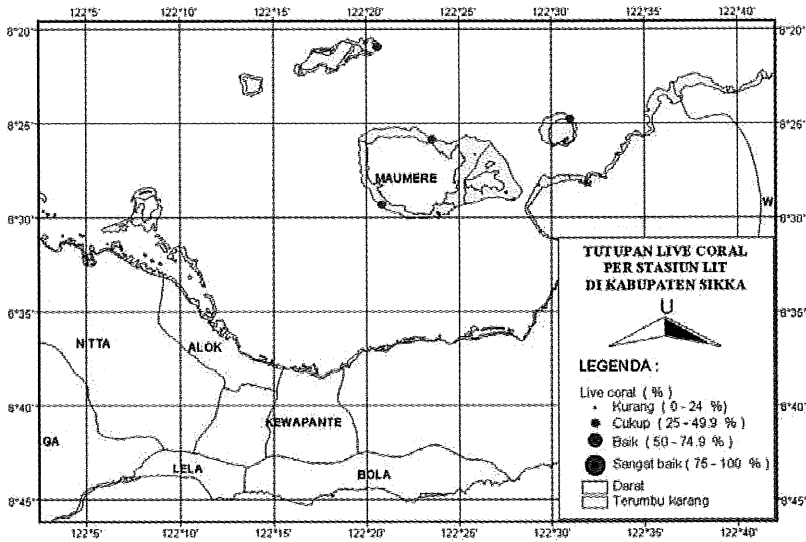 122°5' 122°10' 122°15' 122°20' 122°25' 122°30' 122°35' 122°40'
8°20' 8°20'
8°25' 8°25'
MAUMERE
8°30' W
TUTUPAN LIVE CORAL
PER STASIUN LIT
DI KABUPATEN SIKKA
U
8°35' 8°35'
NITTA ALOK
LEGENDA :
Live coral ( % )
Kurang ( 0 - 24 %)
8°40' KEWAPANTE Cukup ( 25 - 49.9 %) 8°40'
GA Baik ( 50 - 74.9 %)
LELA BOLA Sangat baik ( 75 - 100 %)
Darat
8°45' Terumbu karang 8°45'
122°5' 122°10' 122°15' 122°20' 122°25' 122°30' 122°35' 122°40'